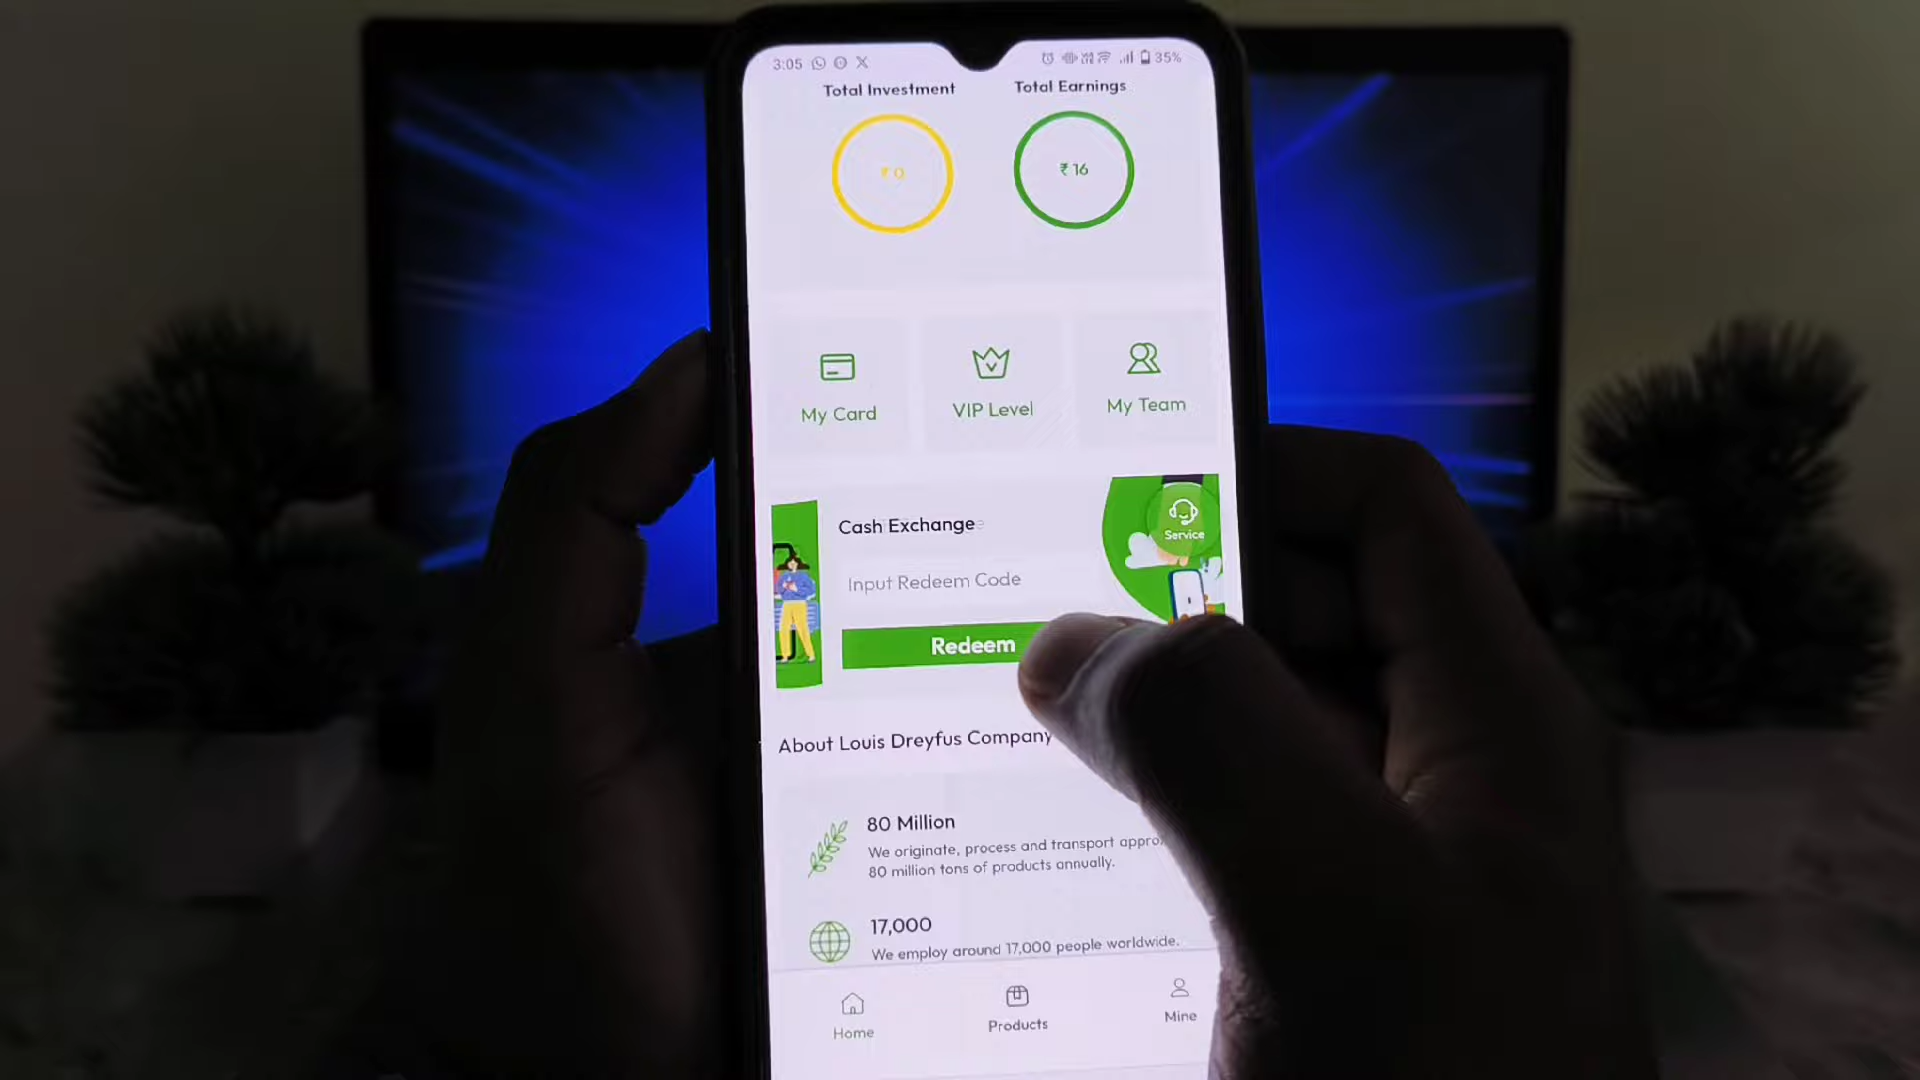 3:05 35%
Total Investment Total Earnings
₹ 0 ₹ 16
My Card VIP Level My Team
Cash Exchange
Service
Input Redeem Code
Redeem
About Louis Dreyfus Company
80 Million
We originate, process and transport appro
80 million tons of products annually.
17,000
We employ around 17,000 people worldwide.
Home Products Mine